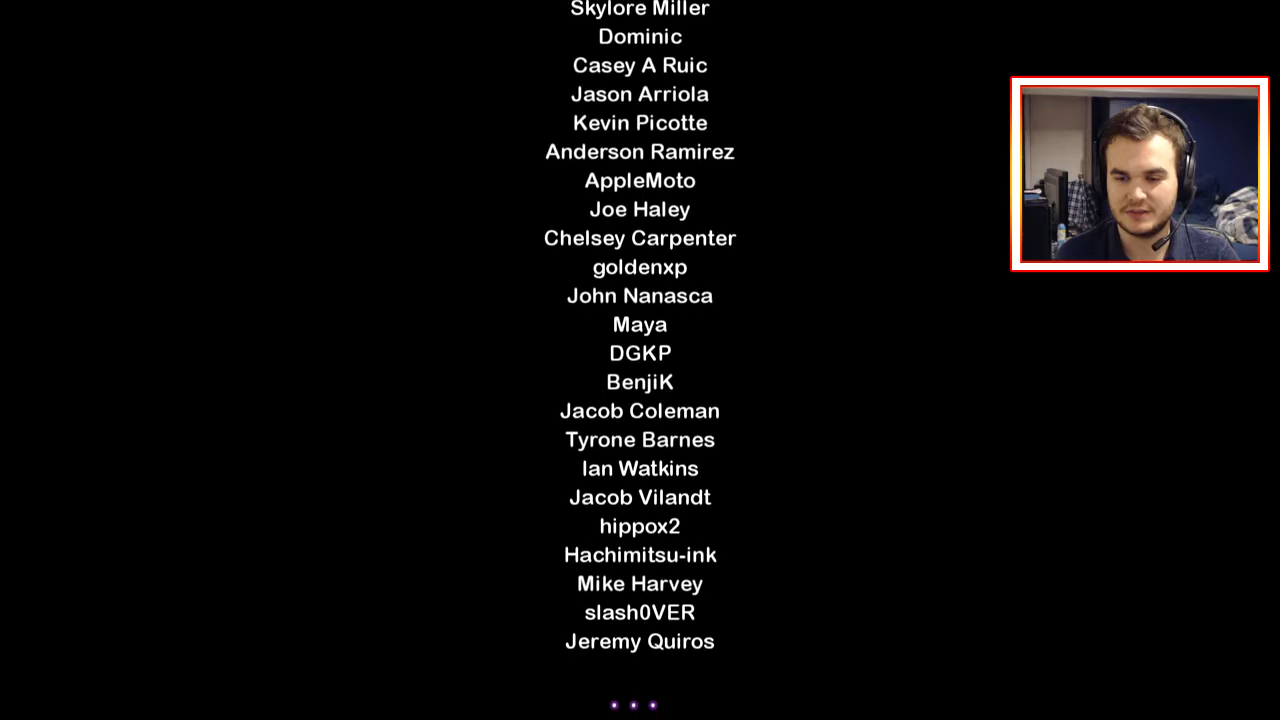 Skylore Miller
Dominic
Casey A Ruic
Jason Arriola
Kevin Picotte
Anderson Ramirez
AppleMoto
Joe Haley
Chelsey Carpenter
goldenxp
John Nanasca
Maya
DGKP
BenjiK
Jacob Coleman
Tyrone Barnes
Ian Watkins
Jacob Vilandt
hippox2
Hachimitsu-ink
Mike Harvey
slash0VER
Jeremy Quiros
...